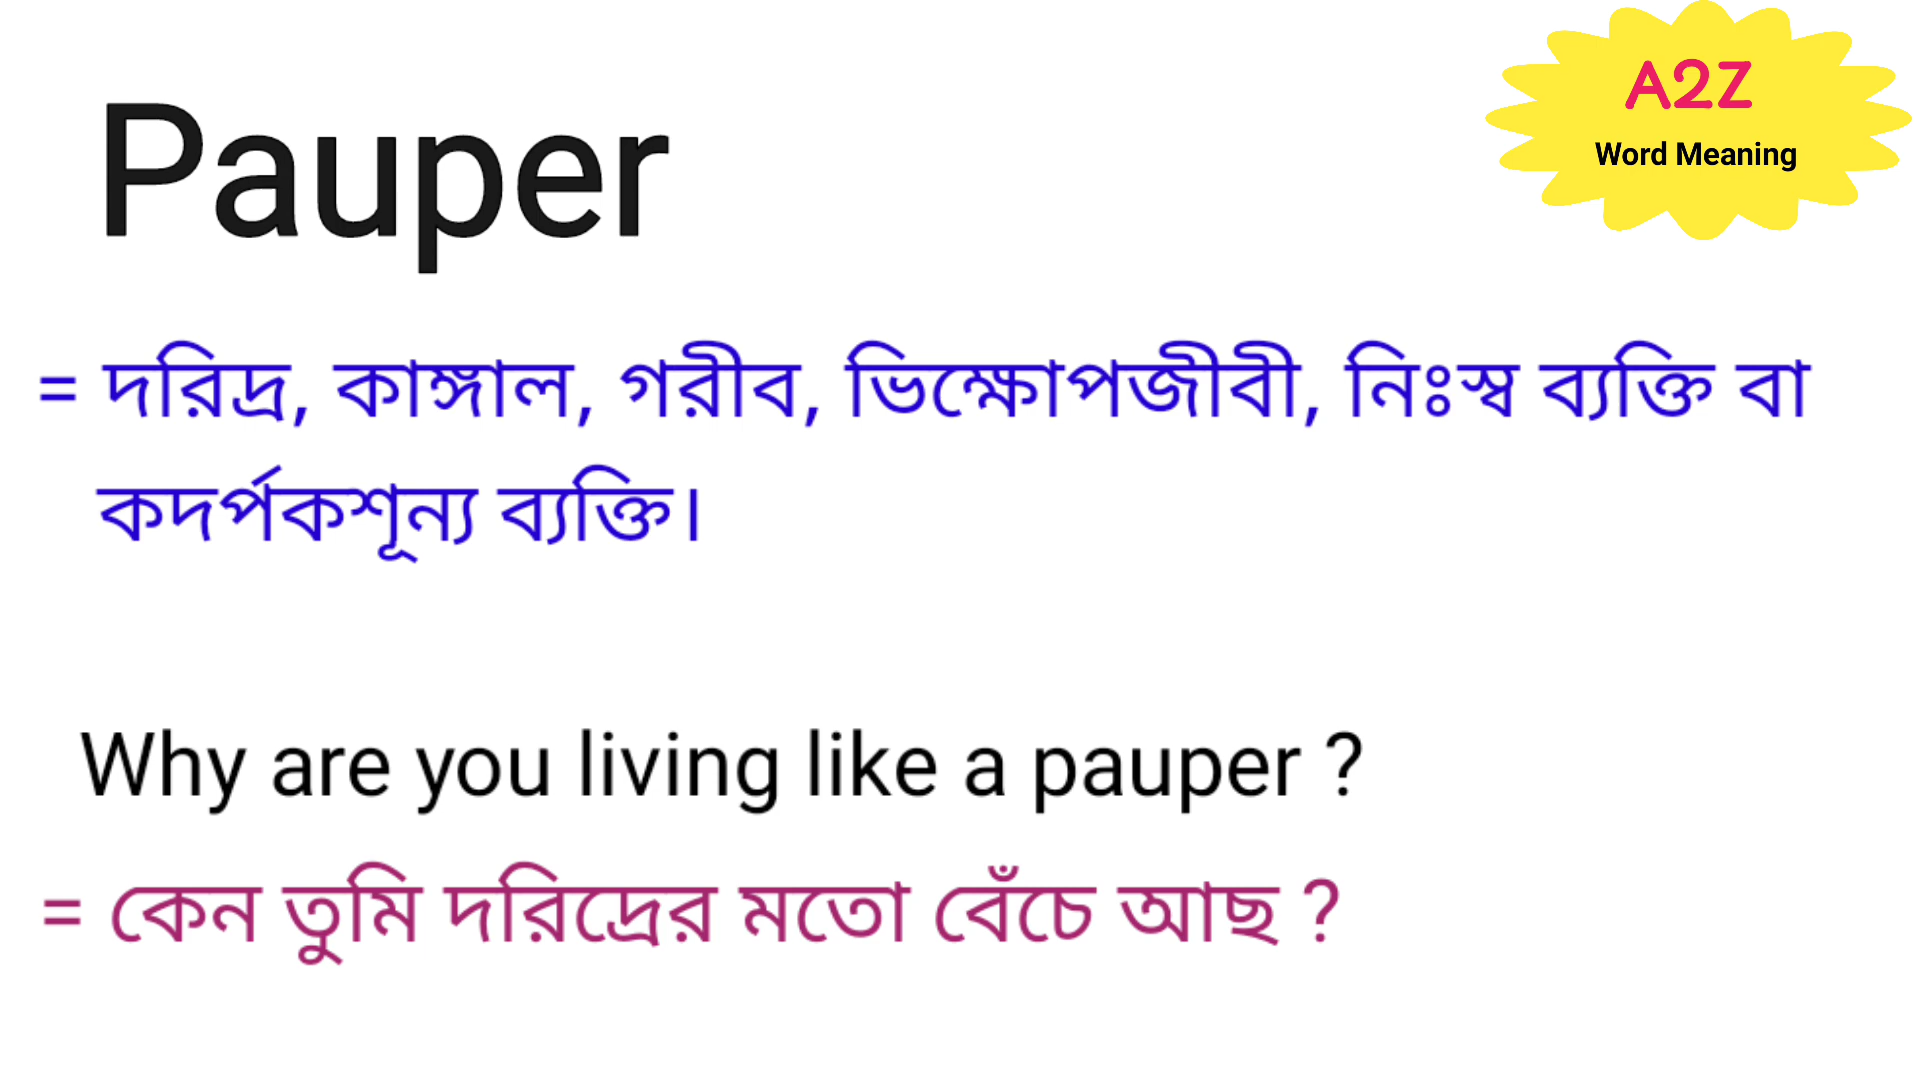 A2Z
Word Meaning
Pauper
= দরিদ্র, কাঙ্গাল, গরীব, ভিক্ষোপজীবী, নিঃস্ব ব্যক্তি বা
কদর্পকশূন্য ব্যক্তি।
Why are you living like a pauper ?
= কেন তুমি দরিদ্রের মতো বেঁচে আছ ?